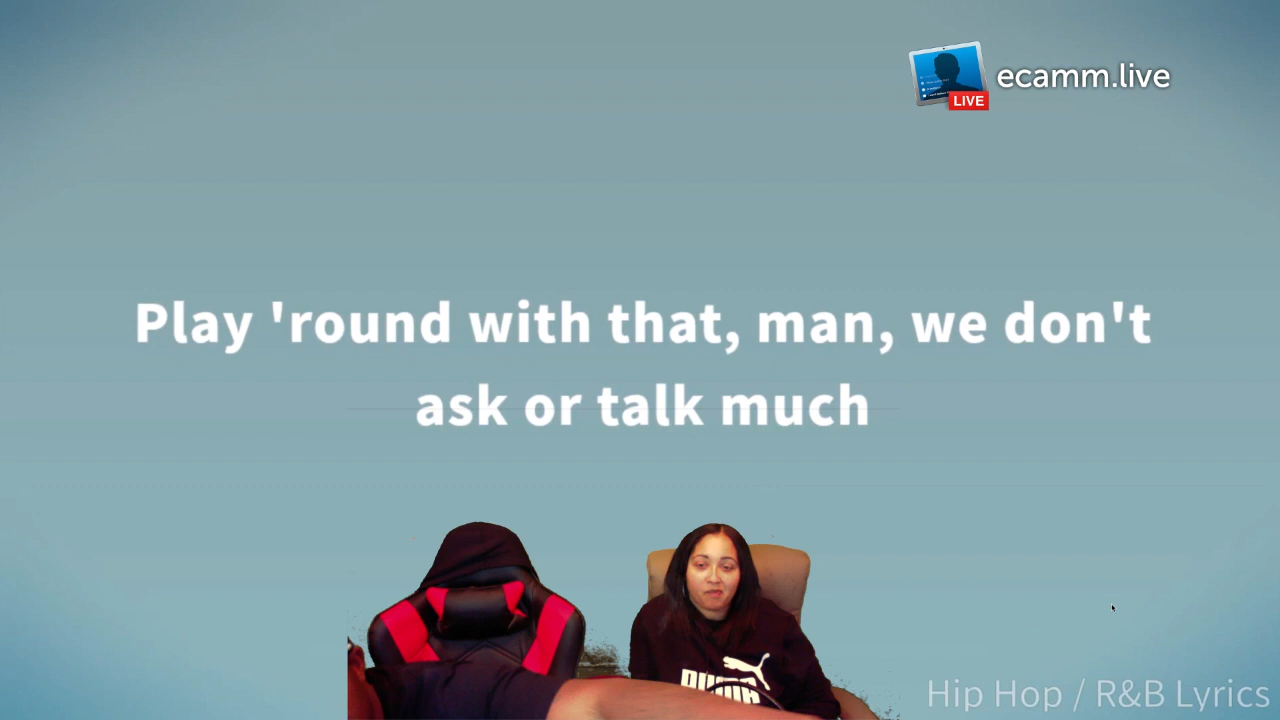 ecamm.live
LIVE
Play 'round with that, man, we don't
ask or talk much
PUMA
Hip Hop / R&B Lyrics